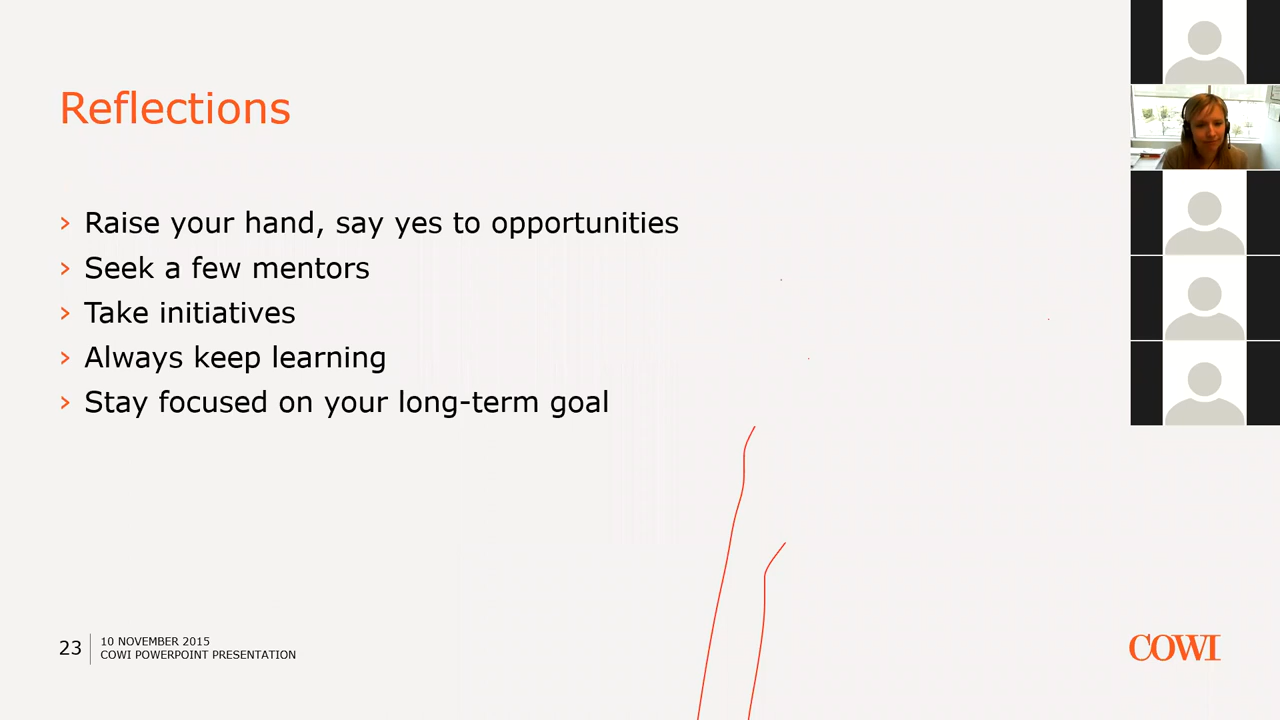 Reflections
› Raise your hand, say yes to opportunities
› Seek a few mentors
› Take initiatives
› Always keep learning
› Stay focused on your long-term goal
23
10 NOVEMBER 2015
COWI POWERPOINT PRESENTATION
COWI